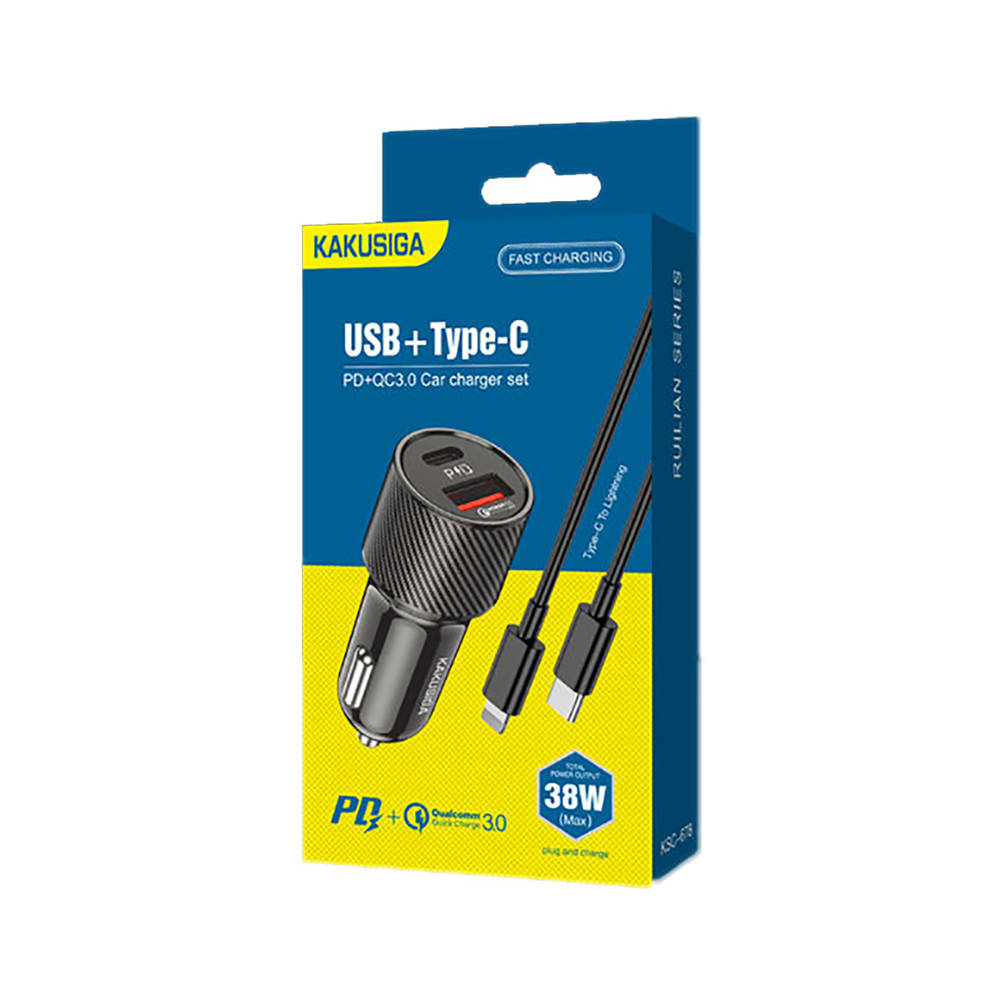 KAKUSIGA
FAST CHARGING
USB+Type-C
PD+QC3.0 Car charger set
PD
Type-C To Lightening
KAKUSIGA
PD + Qualcomm
Quick Charge 3.0
TOTAL
POWER OUTPUT
38W
(Max)
plug and charge
RUILIAN SERIES
KSC-678